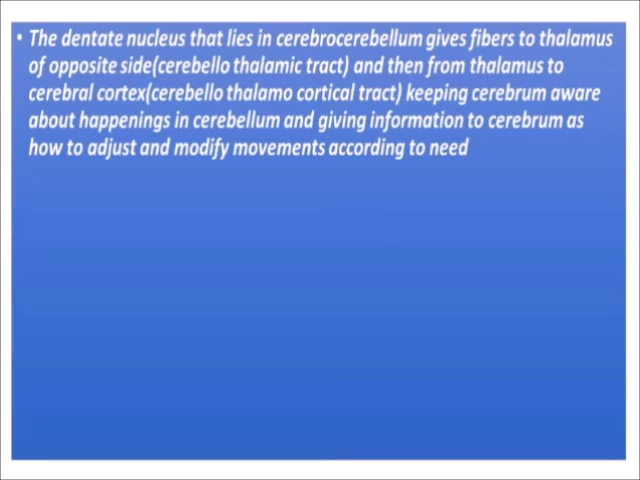 • The dentate nucleus that lies in cerebrocerebellum gives fibers to thalamus
of opposite side(cerebello thalamic tract) and then from thalamus to
cerebral cortex(cerebello thalamo cortical tract) keeping cerebrum aware
about happenings in cerebellum and giving information to cerebrum as
how to adjust and modify movements according to need